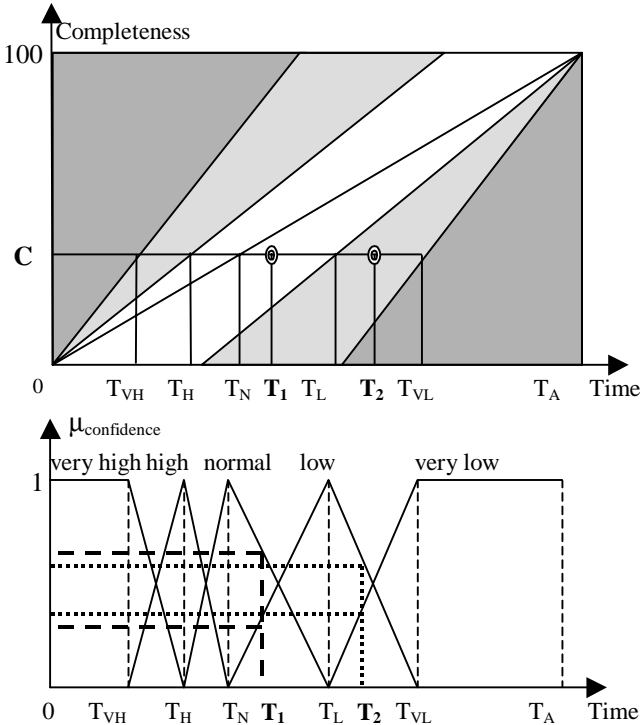 Completeness
100
C
0 T_VH T_H T_N T_1 T_L T_2 T_VL T_A Time
μ_confidence
very high high normal low very low
1
0 T_VH T_H T_N T_1 T_L T_2 T_VL T_A Time